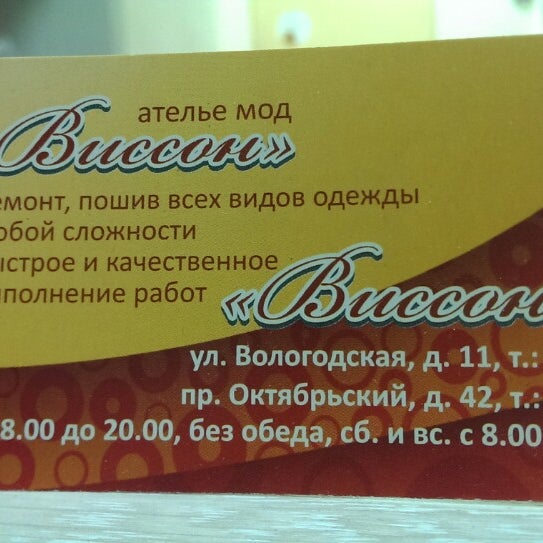 ателье мод
Виссон»
емонт, пошив всех видов одежды
обой сложности
ыстрое и качественное
полнение работ
«Виссон
ул. Вологодская, д. 11, т.:
пр. Октябрьский, д. 42, т.:
8.00 до 20.00, без обеда, сб. и вс. с 8.00